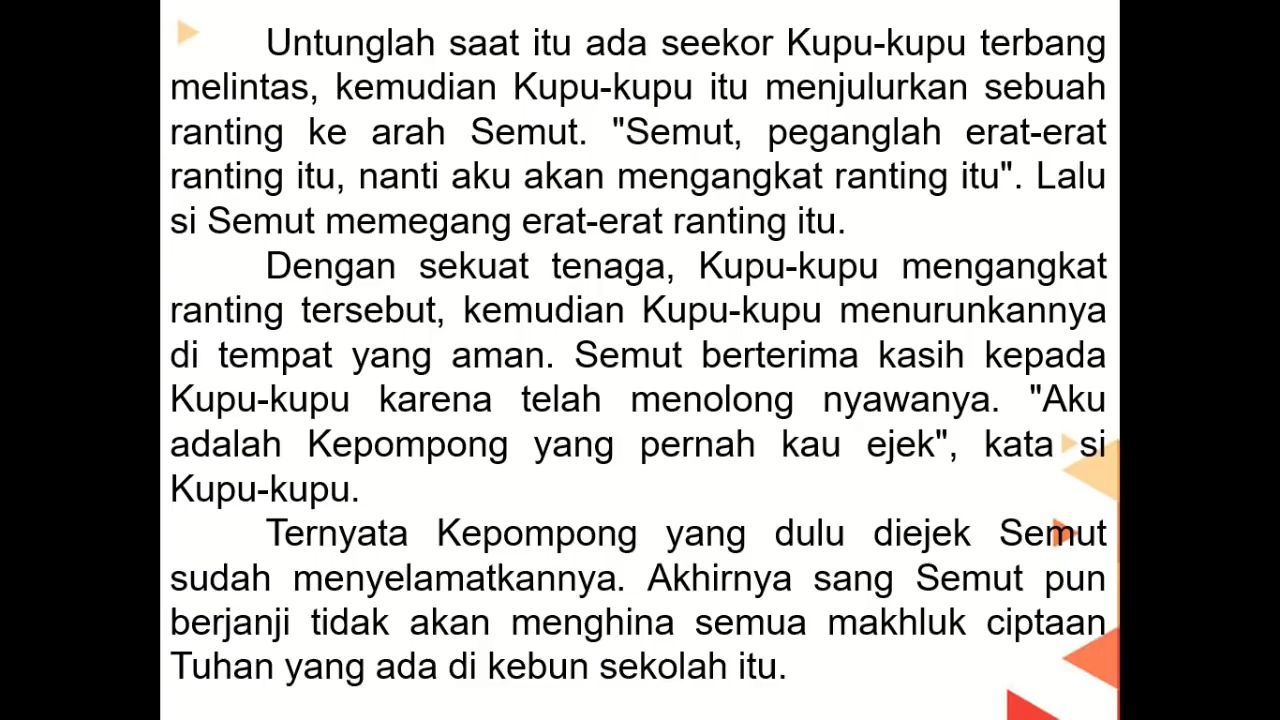 Untunglah saat itu ada seekor Kupu-kupu terbang
melintas, kemudian Kupu-kupu itu menjulurkan sebuah
ranting ke arah Semut. "Semut, peganglah erat-erat
ranting itu, nanti aku akan mengangkat ranting itu". Lalu
si Semut memegang erat-erat ranting itu.
Dengan sekuat tenaga, Kupu-kupu mengangkat
ranting tersebut, kemudian Kupu-kupu menurunkannya
di tempat yang aman. Semut berterima kasih kepada
Kupu-kupu karena telah menolong nyawanya. "Aku
adalah Kepompong yang pernah kau ejek", kata si
Kupu-kupu.
Ternyata Kepompong yang dulu diejek Semut
sudah menyelamatkannya. Akhirnya sang Semut pun
berjanji tidak akan menghina semua makhluk ciptaan
Tuhan yang ada di kebun sekolah itu.